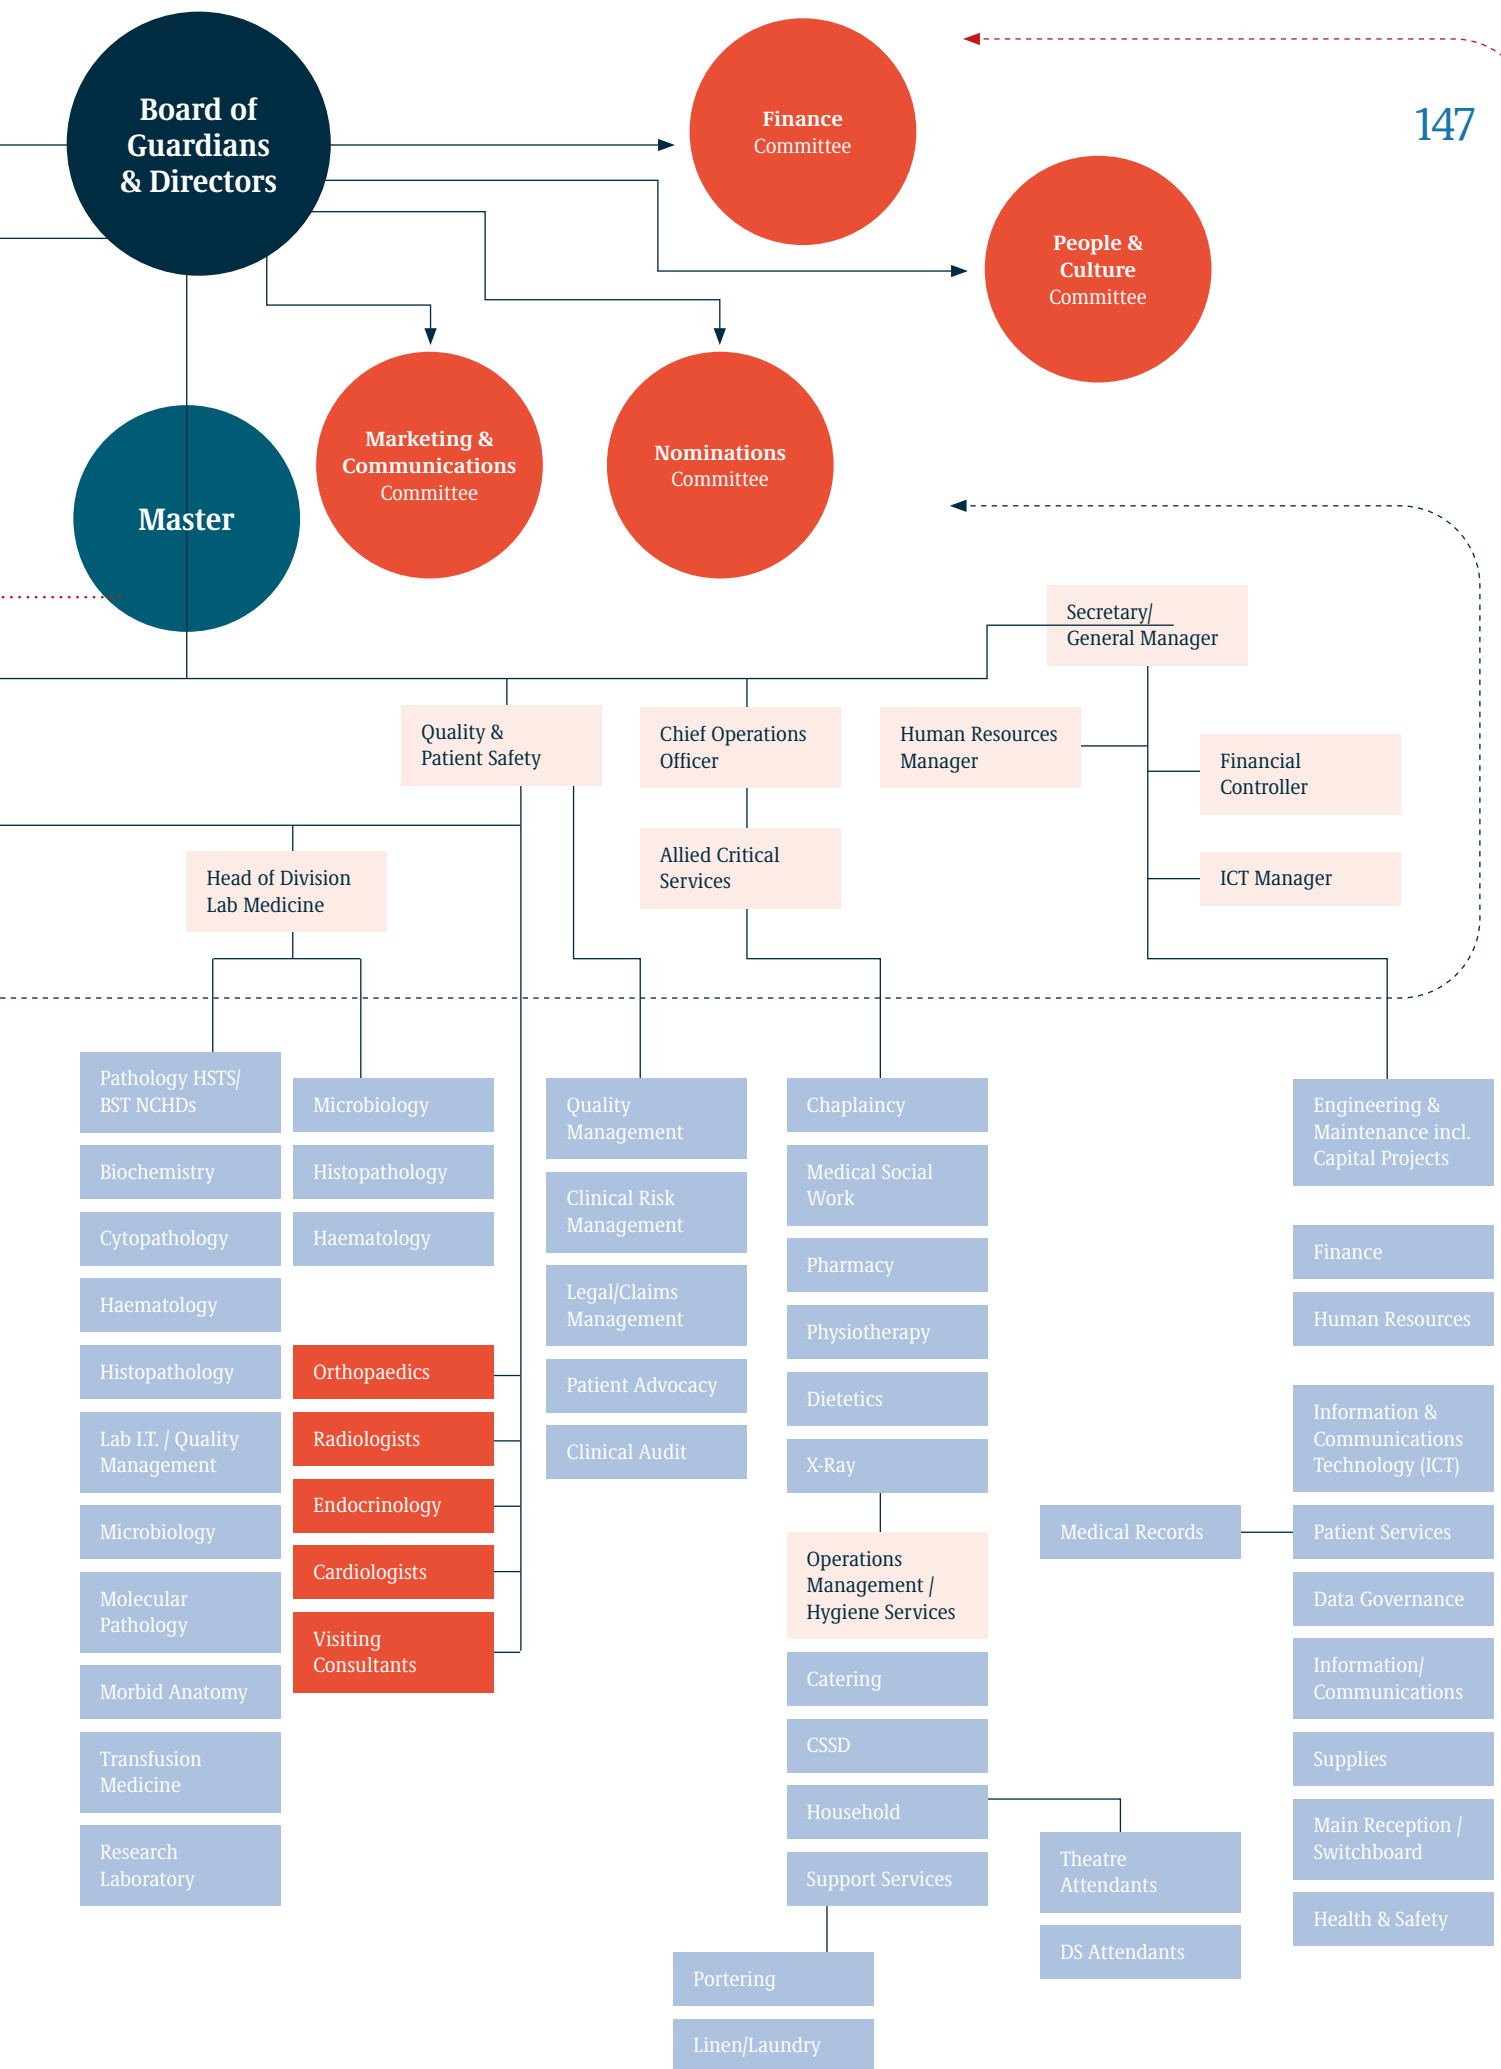 147
Board of
Guardians
& Directors
Finance
Committee
People &
Culture
Committee
Marketing &
Communications
Committee
Nominations
Committee
Master
Secretary/
General Manager
Quality &
Patient Safety
Chief Operations
Officer
Human Resources
Manager
Financial
Controller
Allied Critical
Services
ICT Manager
Head of Division
Lab Medicine
Pathology HSTS/
BST NCHDs
Biochemistry
Cytopathology
Haematology
Histopathology
Lab I.T. / Quality
Management
Microbiology
Molecular
Pathology
Morbid Anatomy
Transfusion
Medicine
Research
Laboratory
Microbiology
Histopathology
Haematology
Orthopaedics
Radiologists
Endocrinology
Cardiologists
Visiting
Consultants
Quality
Management
Clinical Risk
Management
Legal/Claims
Management
Patient Advocacy
Clinical Audit
Chaplaincy
Medical Social
Work
Pharmacy
Physiotherapy
Dietetics
X-Ray
Operations
Management /
Hygiene Services
Catering
CSSD
Household
Support Services
Portering
Linen/Laundry
Medical Records
Theatre
Attendants
DS Attendants
Engineering &
Maintenance incl.
Capital Projects
Finance
Human Resources
Information &
Communications
Technology (ICT)
Patient Services
Data Governance
Information/
Communications
Supplies
Main Reception /
Switchboard
Health & Safety